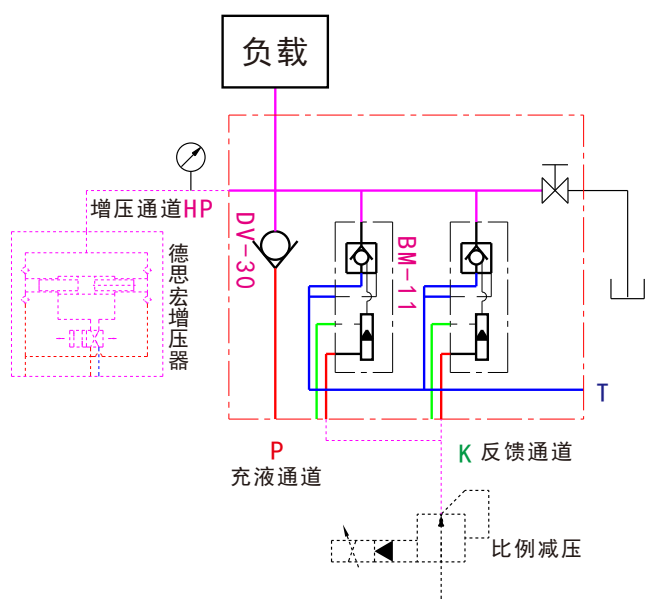 负载
增压通道HP
德思宏增压器
DV-30
BM-11
T
P
充液通道
K 反馈通道
比例减压